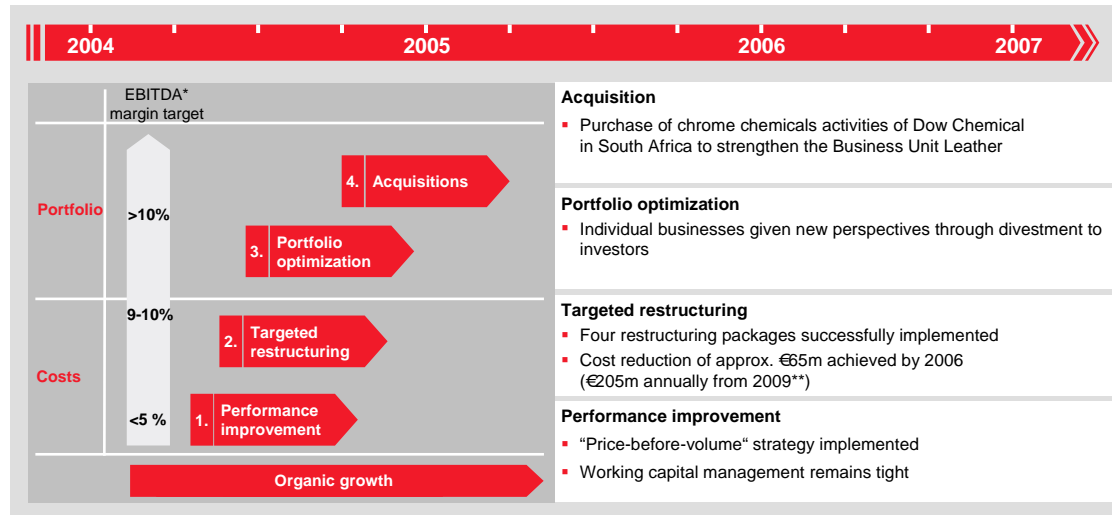 2004 2005 2006 2007
EBITDA*
margin target
Portfolio
Costs
>10%
9-10%
<5 %
4. Acquisitions
3. Portfolio
optimization
2. Targeted
restructuring
1. Performance
improvement
Organic growth
Acquisition
▪ Purchase of chrome chemicals activities of Dow Chemical
in South Africa to strengthen the Business Unit Leather
Portfolio optimization
▪ Individual businesses given new perspectives through divestment to
investors
Targeted restructuring
▪ Four restructuring packages successfully implemented
▪ Cost reduction of approx. €65m achieved by 2006
(€205m annually from 2009**)
Performance improvement
▪ "Price-before-volume“ strategy implemented
▪ Working capital management remains tight